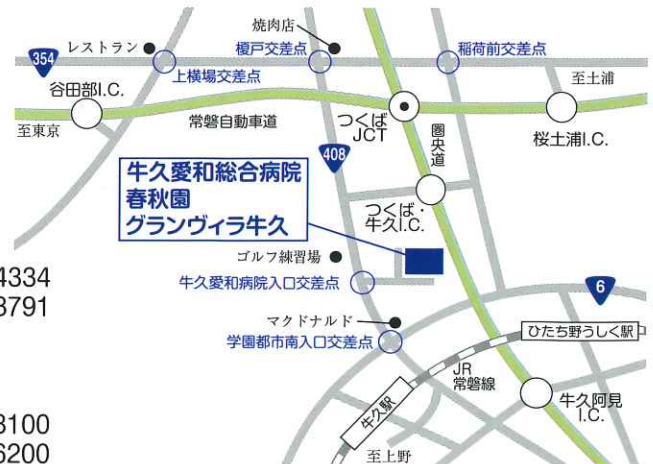 焼肉店
レストラン
榎戸交差点
稲荷前交差点
354
上横場交差点
至土浦
谷田部I.C.
至東京
常磐自動車道
つくば
JCT
圏央道
桜土浦I.C.
408
牛久愛和総合病院
春秋園
グランヴィラ牛久
つくば・
牛久I.C.
ゴルフ練習場
4334
牛久愛和病院入口交差点
3791
6
マクドナルド
ひたち野うしく駅
学園都市南入口交差点
JR
常磐線
牛久阿見
I.C.
牛久駅
3100
至上野
6200